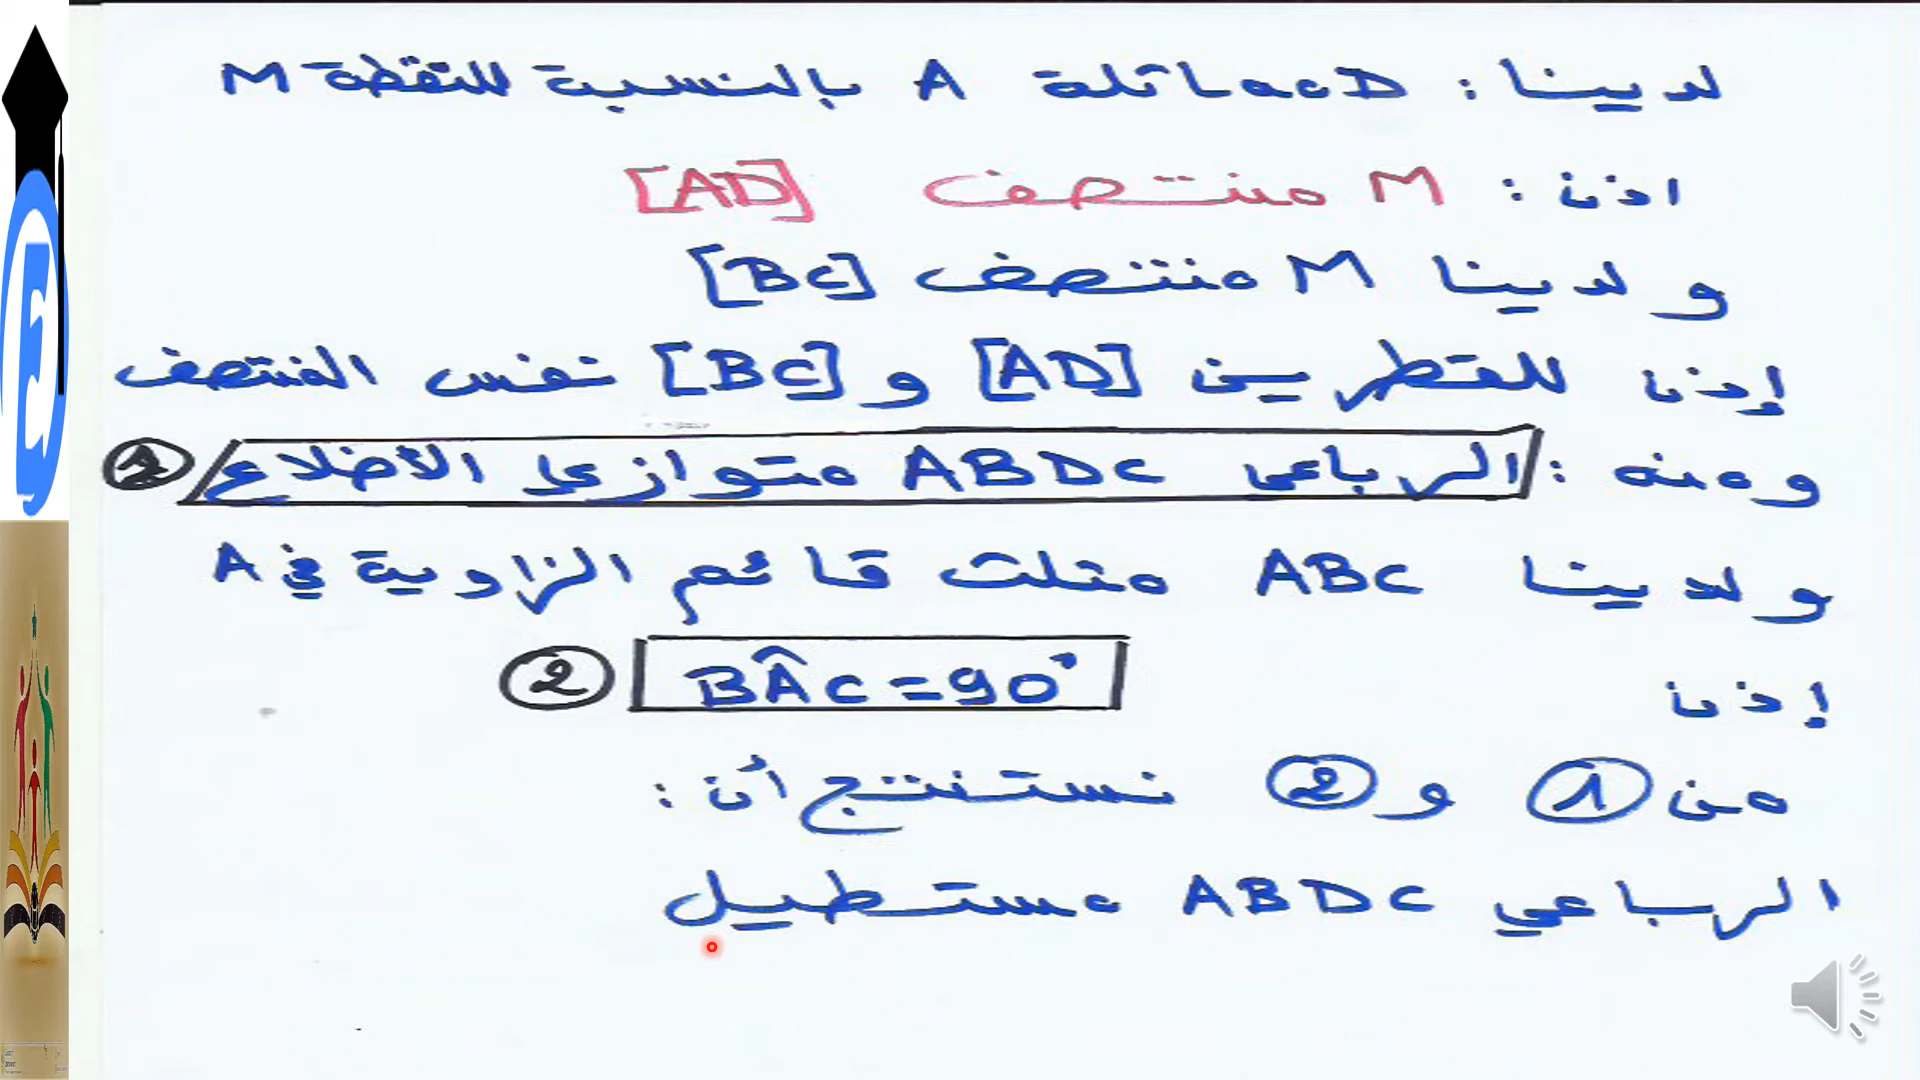 لدينا : D مماثلة A بالنسبة للنقطة M
اذن : M منتصف [AD]
و لدينا M منتصف [BC]
إذن للقطرين [AD] و [BC] نفس المنتصف
ومنه : الرباعي ABDC متوازي الأضلاع 1
و لدينا ABC مثلث قائم الزاوية في A
إذن BÂC=90° 2
من 1 و 2 نستنتج أن :
الرباعي ABDC مستطيل